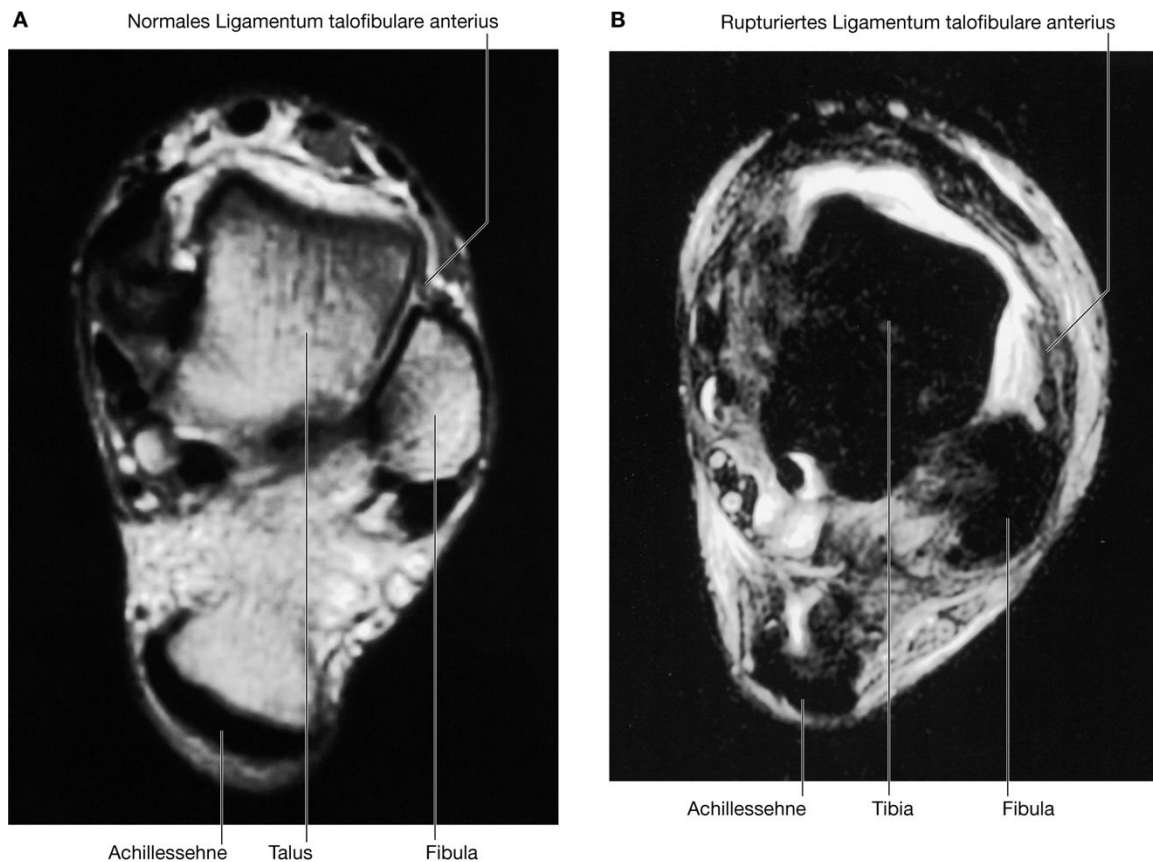 A
Normales Ligamentum talofibulare anterius
Achillessehne
Talus
Fibula
B
Rupturiertes Ligamentum talofibulare anterius
Achillessehne
Tibia
Fibula